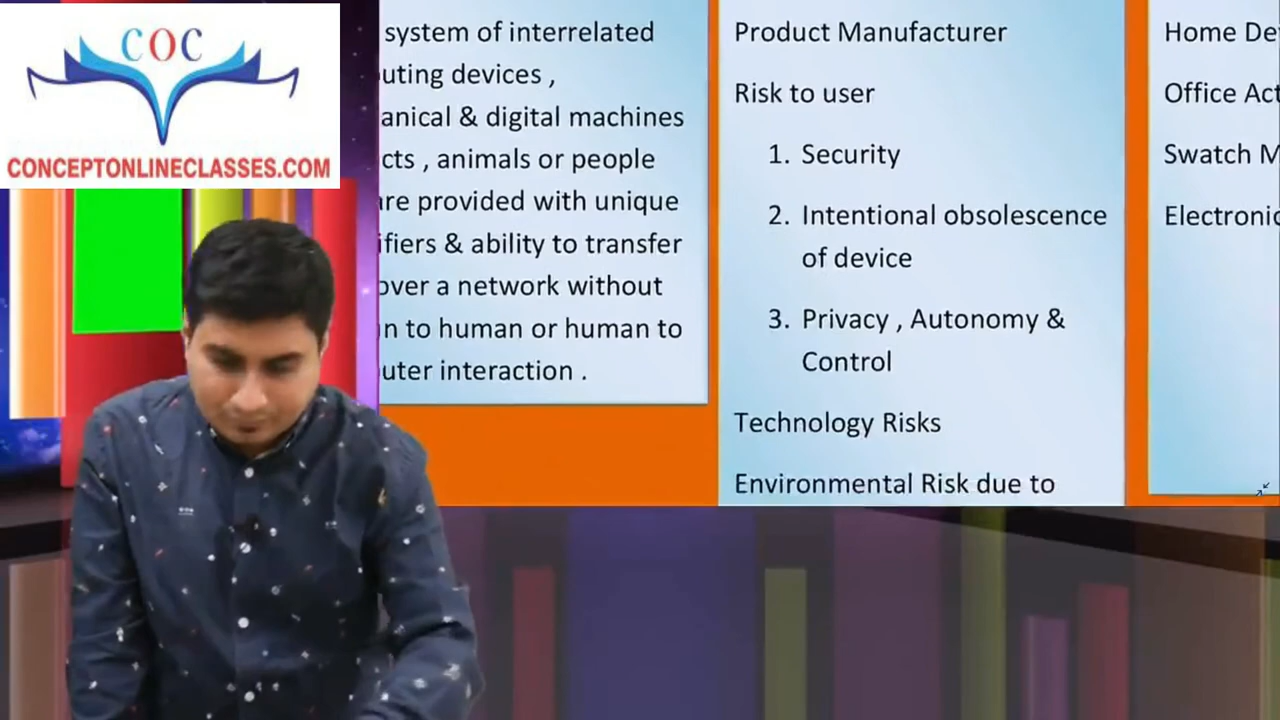 COC
CONCEPTONLINECLASSES.COM
system of interrelated
uting devices ,
anical & digital machines
cts , animals or people
are provided with unique
ifiers & ability to transfer
over a network without
n to human or human to
uter interaction .
Product Manufacturer
Risk to user
1. Security
2. Intentional obsolescence
of device
3. Privacy , Autonomy &
Control
Technology Risks
Environmental Risk due to
Home De
Office Act
Swatch M
Electronic